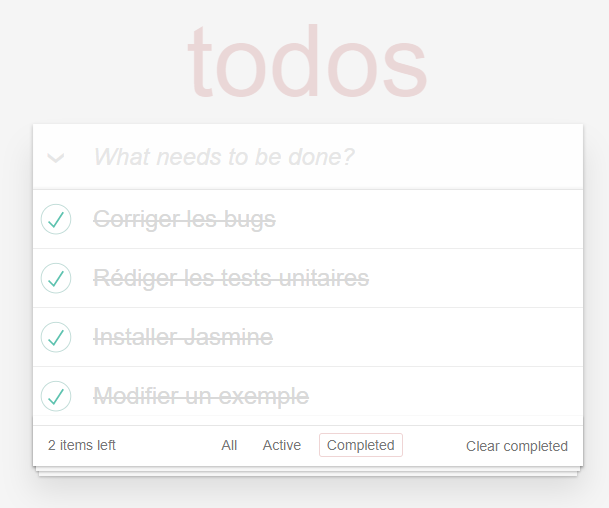 todos
What needs to be done?
Corriger les bugs
Rédiger les tests unitaires
Installer Jasmine
Modifier un exemple
2 items left All Active Completed Clear completed